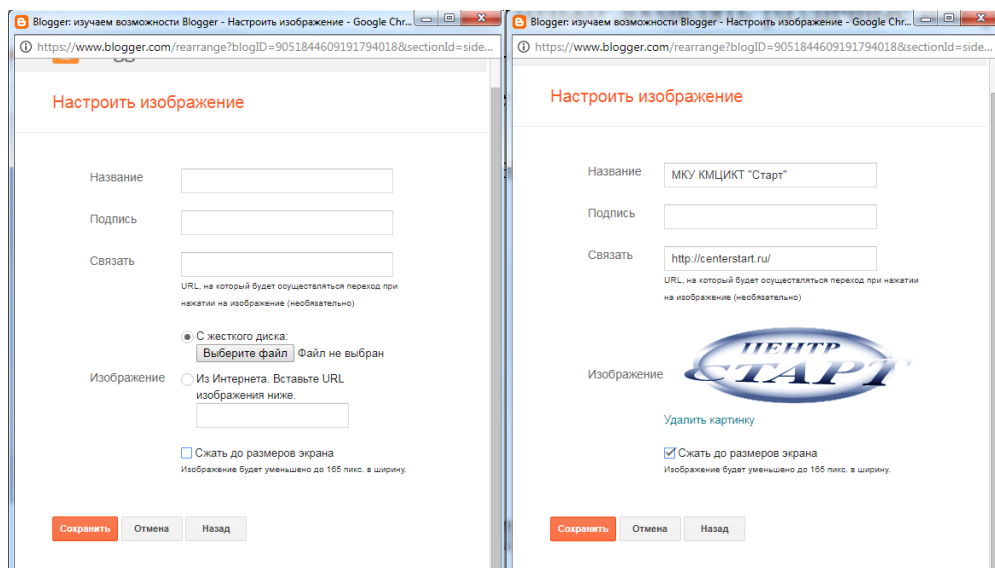 Blogger: изучаем возможности Blogger - Настроить изображение - Google Chr...
https://www.blogger.com/rearrange?blogID=9051844609191794018&sectionId=side...
Настроить изображение
Название
Подпись
Связать
URL, на который будет осуществляться переход при
нажатии на изображение (необязательно)
С жесткого диска:
Выберите файл Файл не выбран
Изображение
Из Интернета. Вставьте URL
изображения ниже.
Сжать до размеров экрана
Изображение будет уменьшено до 165 пикс. в ширину.
Сохранить Отмена Назад
Blogger: изучаем возможности Blogger - Настроить изображение - Google Chr...
https://www.blogger.com/rearrange?blogID=9051844609191794018&sectionId=side...
Настроить изображение
Название МКУ КМЦИКТ "Старт"
Подпись
Связать http://centerstart.ru/
URL, на который будет осуществляться переход при нажатии
на изображение (необязательно)
Изображение
ЦЕНТР
СТАРТ
Удалить картинку
Сжать до размеров экрана
Изображение будет уменьшено до 165 пикс. в ширину.
Сохранить Отмена Назад